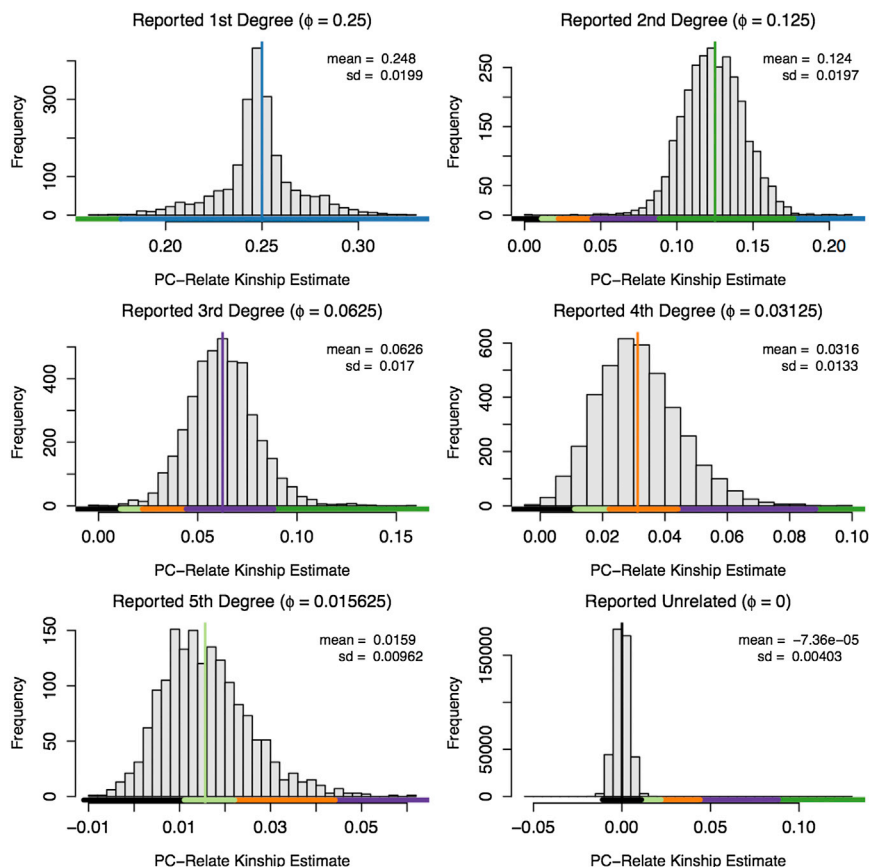 Reported 1st Degree (ϕ = 0.25)
mean = 0.248
sd = 0.0199
Frequency
300
100
0
0.20 0.25 0.30
PC−Relate Kinship Estimate
Reported 2nd Degree (ϕ = 0.125)
mean = 0.124
sd = 0.0197
Frequency
250
150
50
0
0.00 0.05 0.10 0.15 0.20
PC−Relate Kinship Estimate
Reported 3rd Degree (ϕ = 0.0625)
mean = 0.0626
sd = 0.017
Frequency
400
200
0
0.00 0.05 0.10 0.15
PC−Relate Kinship Estimate
Reported 4th Degree (ϕ = 0.03125)
mean = 0.0316
sd = 0.0133
Frequency
600
400
200
0
0.00 0.02 0.04 0.06 0.08 0.10
PC−Relate Kinship Estimate
Reported 5th Degree (ϕ = 0.015625)
mean = 0.0159
sd = 0.00962
Frequency
150
100
50
0
−0.01 0.01 0.03 0.05
PC−Relate Kinship Estimate
Reported Unrelated (ϕ = 0)
mean = −7.36e−05
sd = 0.00403
Frequency
150000
50000
0
−0.05 0.00 0.05 0.10
PC−Relate Kinship Estimate